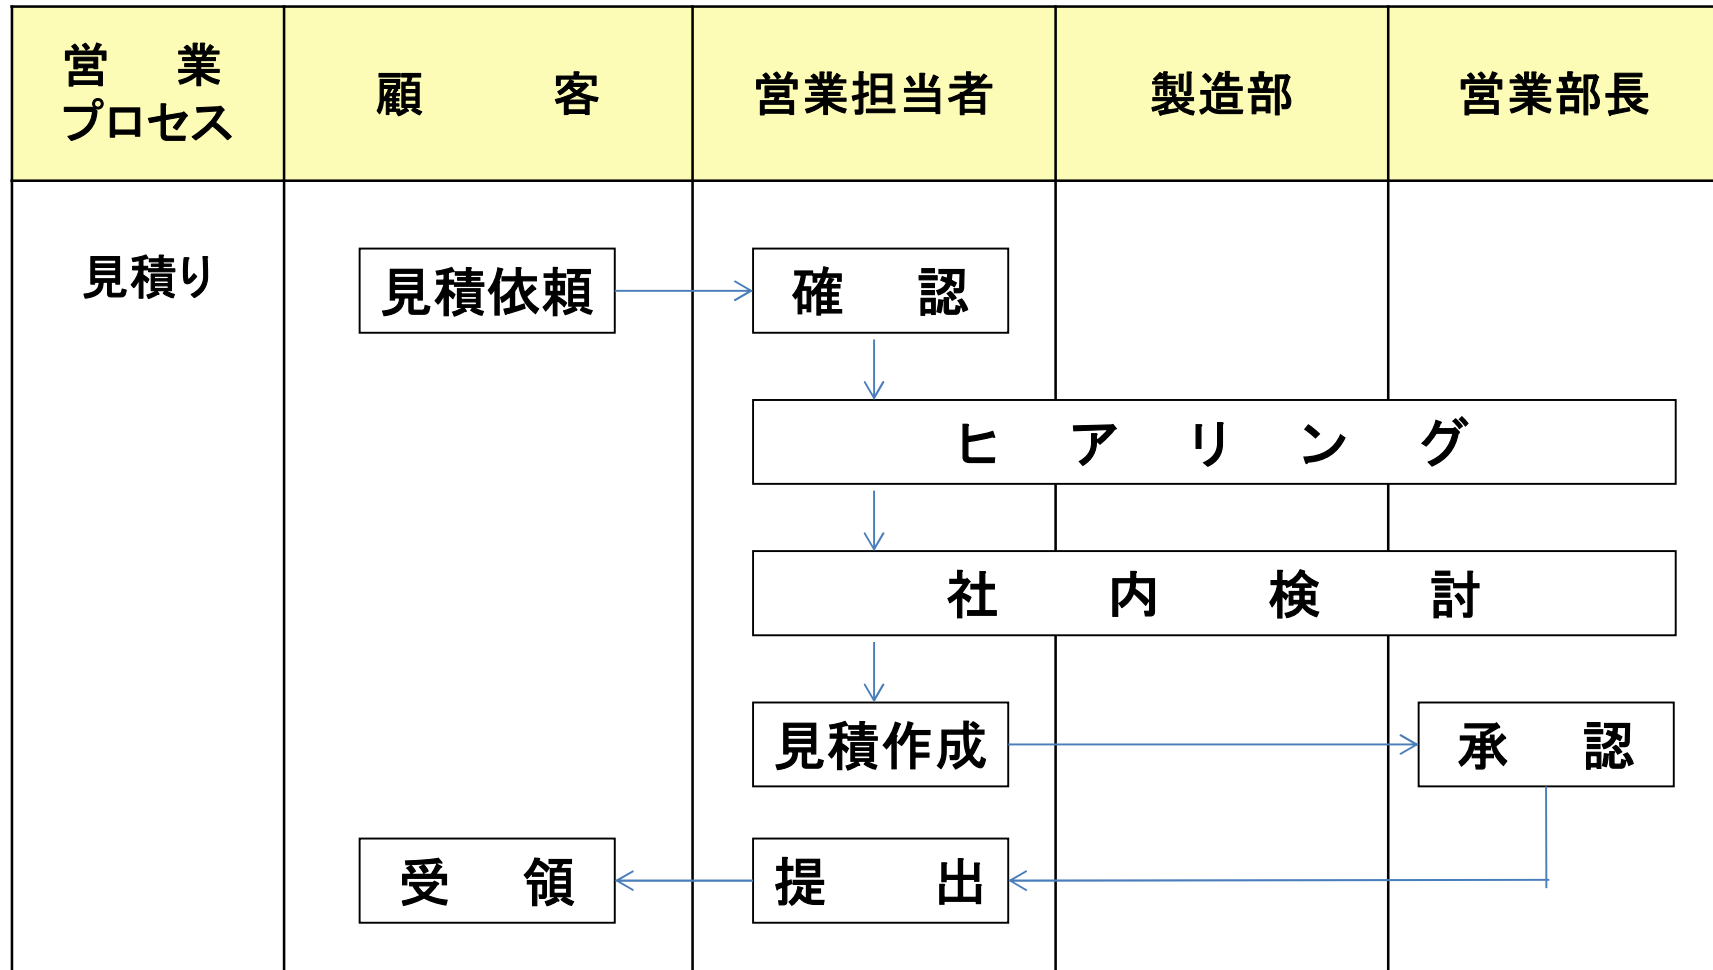 営　業
プロセス
顧　客
営業担当者
製造部
営業部長
見積り
見積依頼
確　認
ヒ　ア　リ　ン　グ
社　内　検　討
見積作成
承　認
受　領
提　出